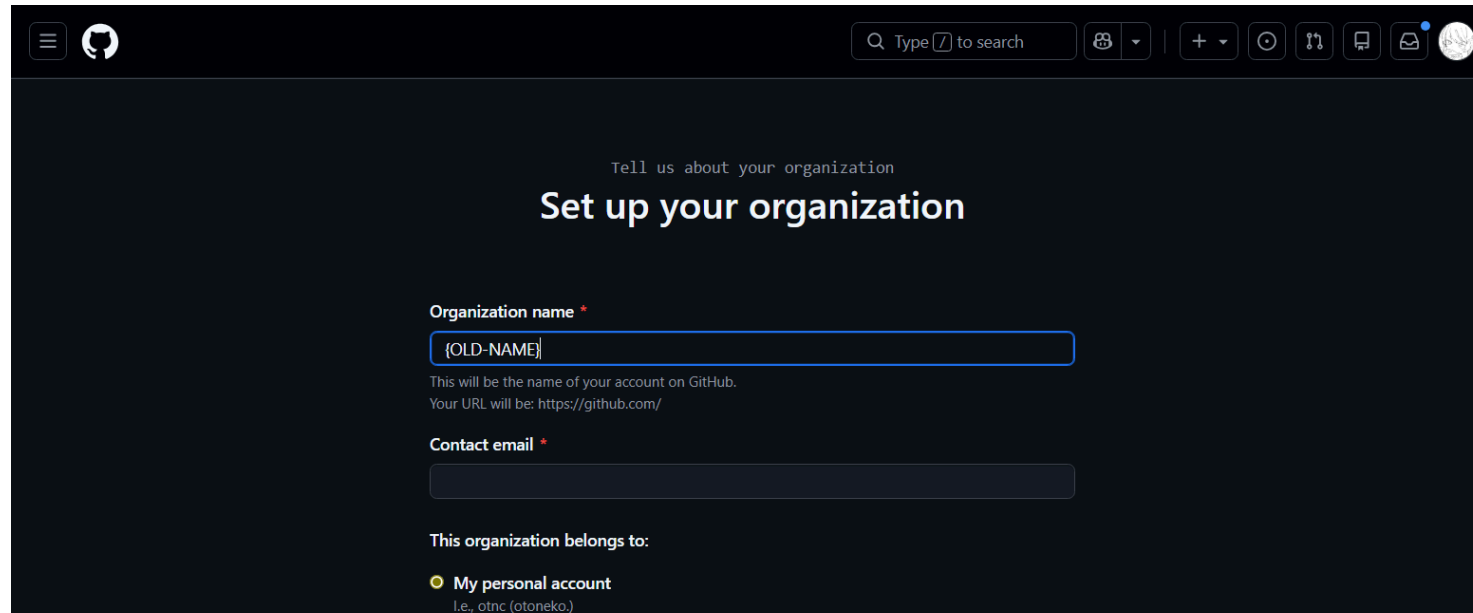 Type / to search
Tell us about your organization
Set up your organization
Organization name *
{OLD-NAME}
This will be the name of your account on GitHub.
Your URL will be: https://github.com/
Contact email *
This organization belongs to:
My personal account
I.e., otnc (otoneko.)